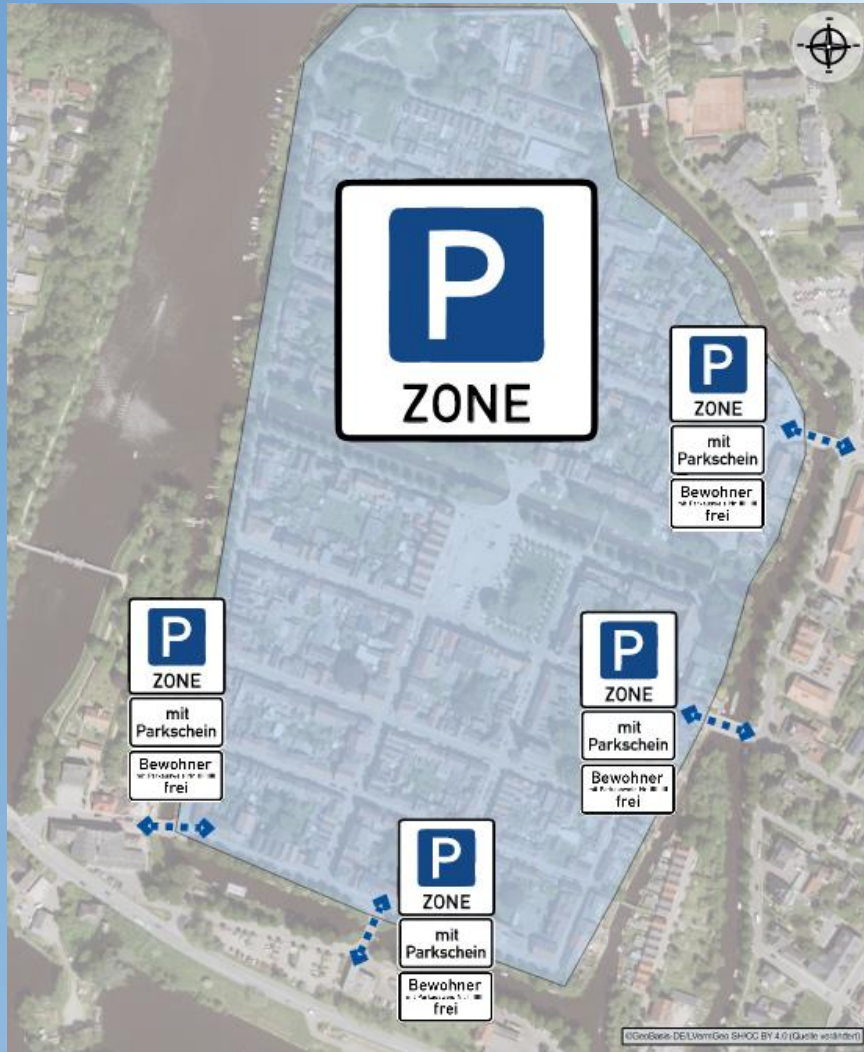 P
ZONE
P
ZONE
mit
Parkschein
Bewohner
frei
P
ZONE
mit
Parkschein
Bewohner
frei
P
ZONE
mit
Parkschein
Bewohner
frei
P
ZONE
mit
Parkschein
Bewohner
frei
©GeoBasis-DE/LVermGeo SH/CC BY 4.0 (Quelle verändert)